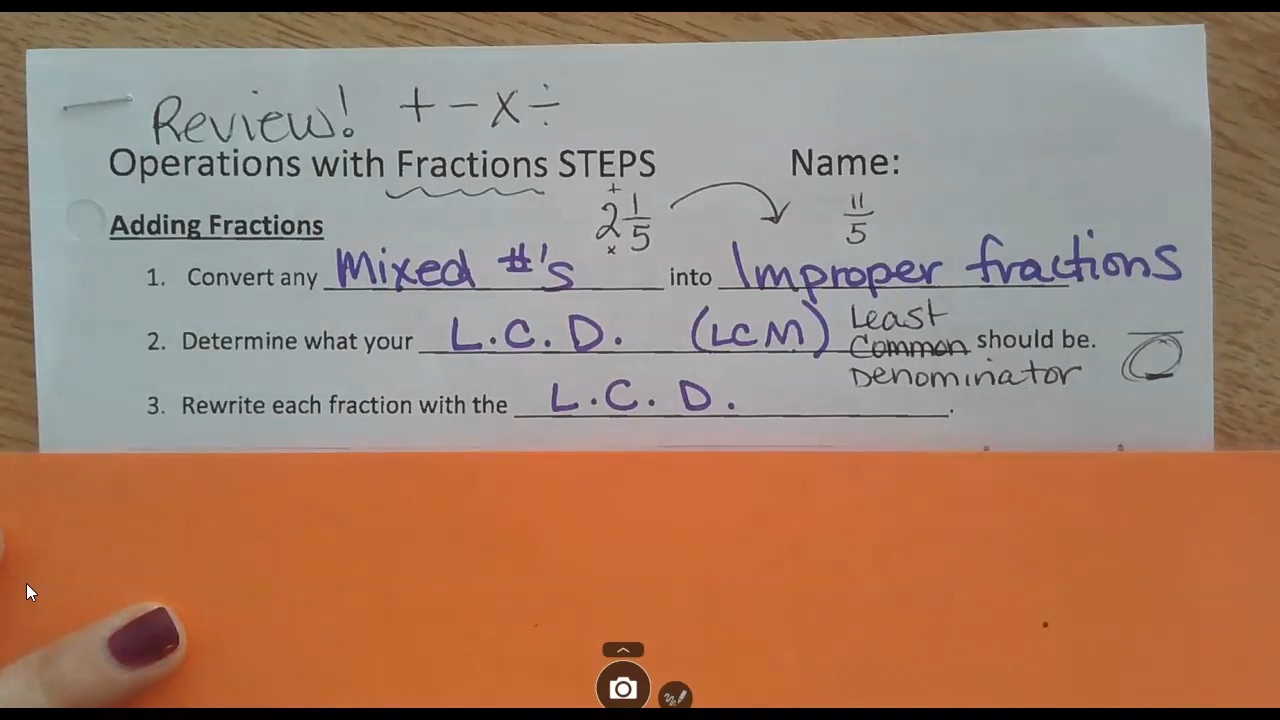 Review! + - x ÷
Operations with Fractions STEPS Name:
Adding Fractions
+
2 1/5 11/5
x
1. Convert any Mixed #'s into Improper fractions
2. Determine what your L.C.D. (LCM) Least Common Denominator should be.
3. Rewrite each fraction with the L.C.D.